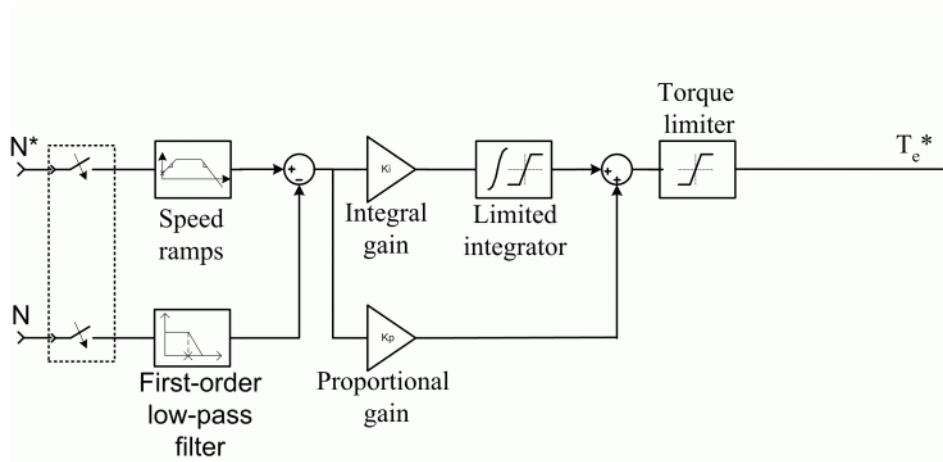 Torque
limiter
N*
Te*
+
−
Ki
+
+
Speed
ramps
Integral
gain
Limited
integrator
N
Kp
First-order
low-pass
filter
Proportional
gain